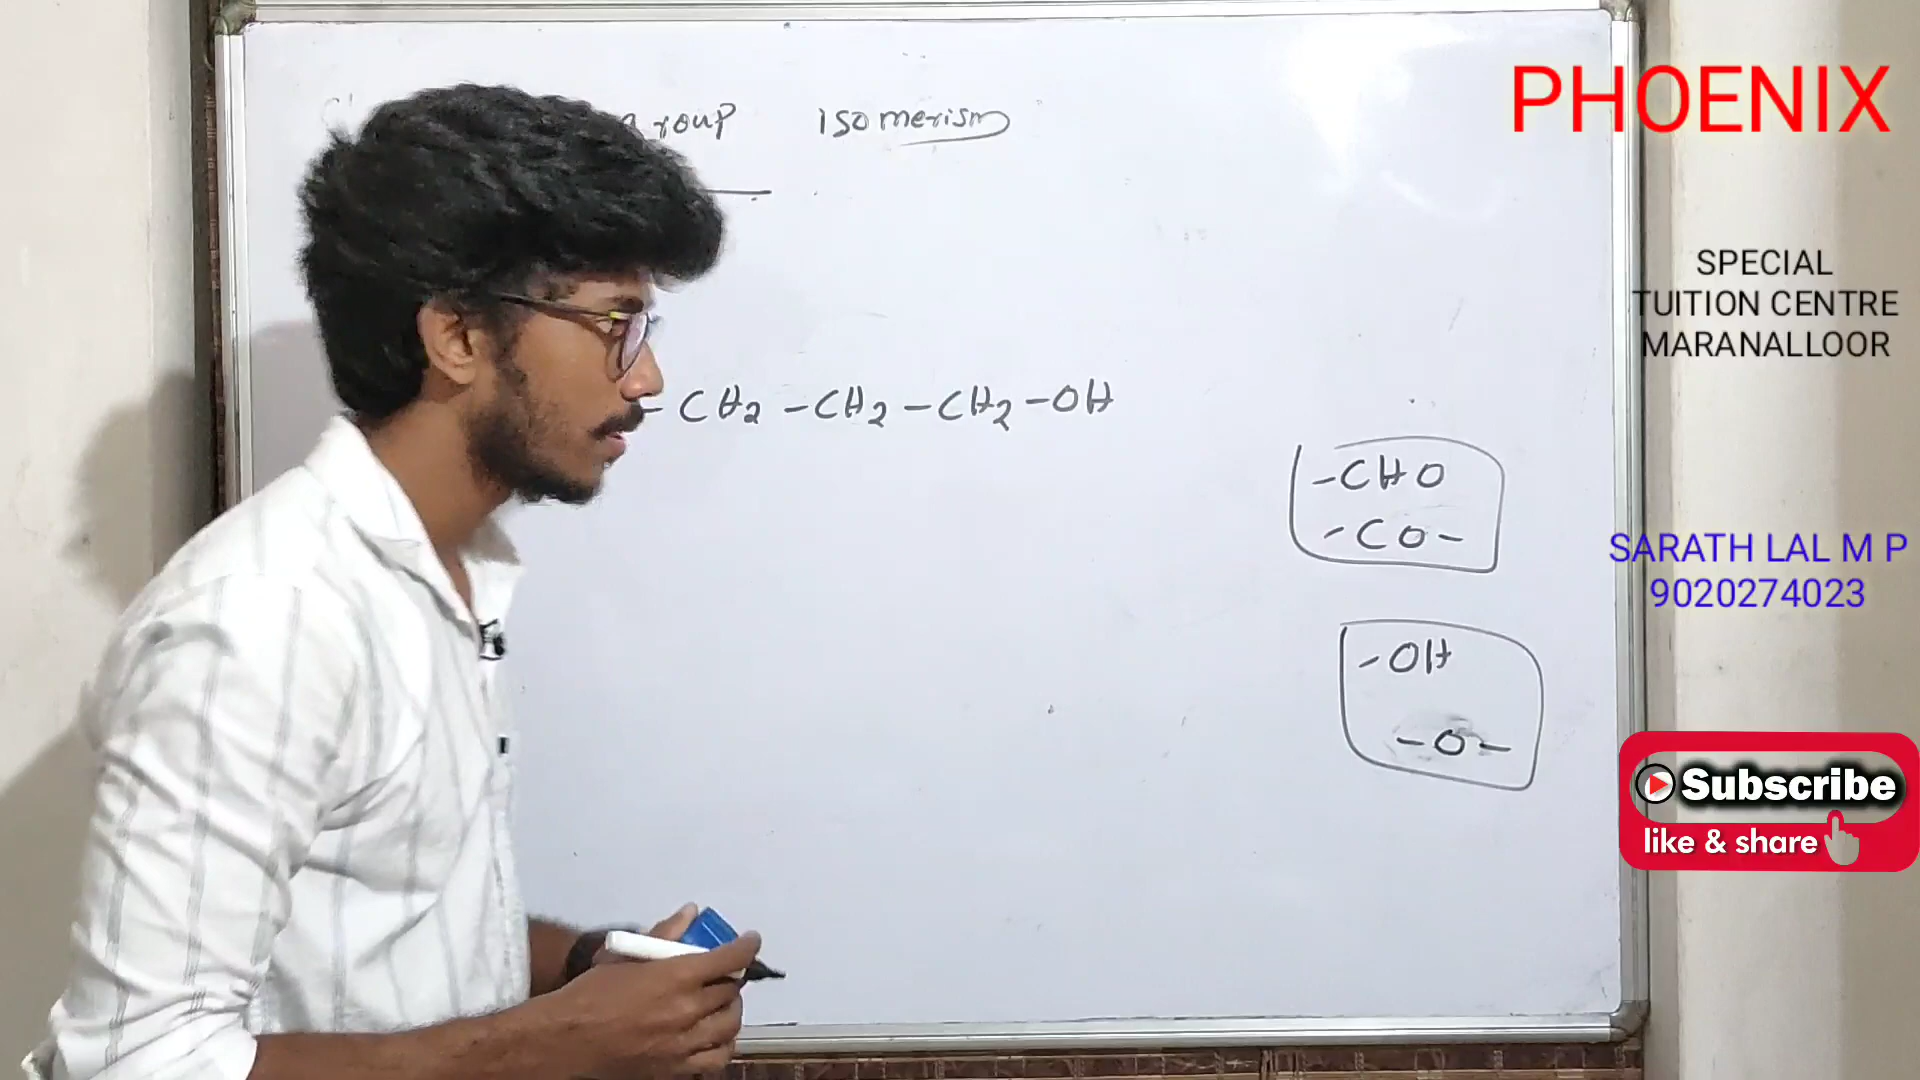 roup isomerism
- CH2 - CH2 - CH2 - OH
-CHO
-CO-
-OH
-O-
PHOENIX
SPECIAL
TUITION CENTRE
MARANALLOOR
SARATH LAL M P
9020274023
Subscribe
like & share